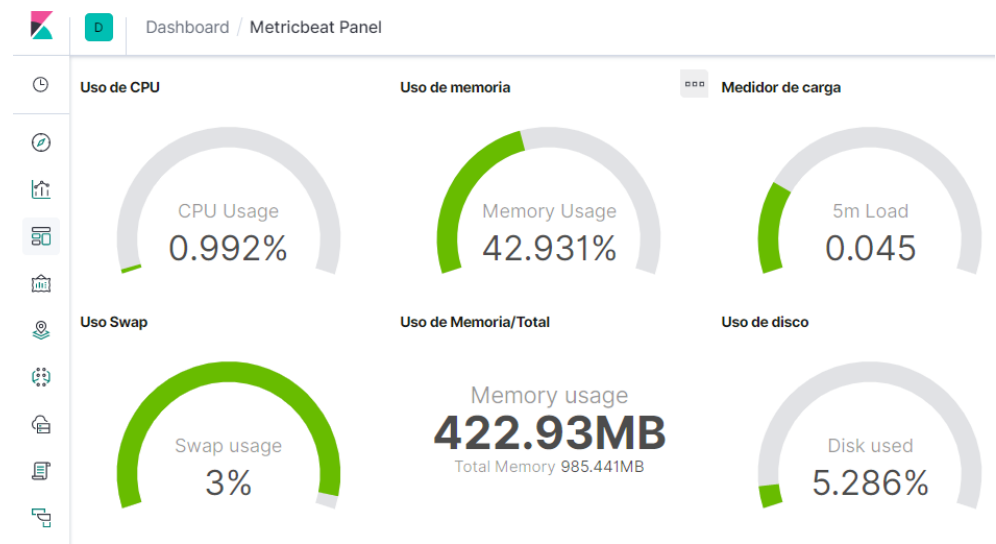 D Dashboard / Metricbeat Panel
Uso de CPU
CPU Usage
0.992%
Uso de memoria
Memory Usage
42.931%
Medidor de carga
5m Load
0.045
Uso Swap
Swap usage
3%
Uso de Memoria/Total
Memory usage
422.93MB
Total Memory 985.441MB
Uso de disco
Disk used
5.286%